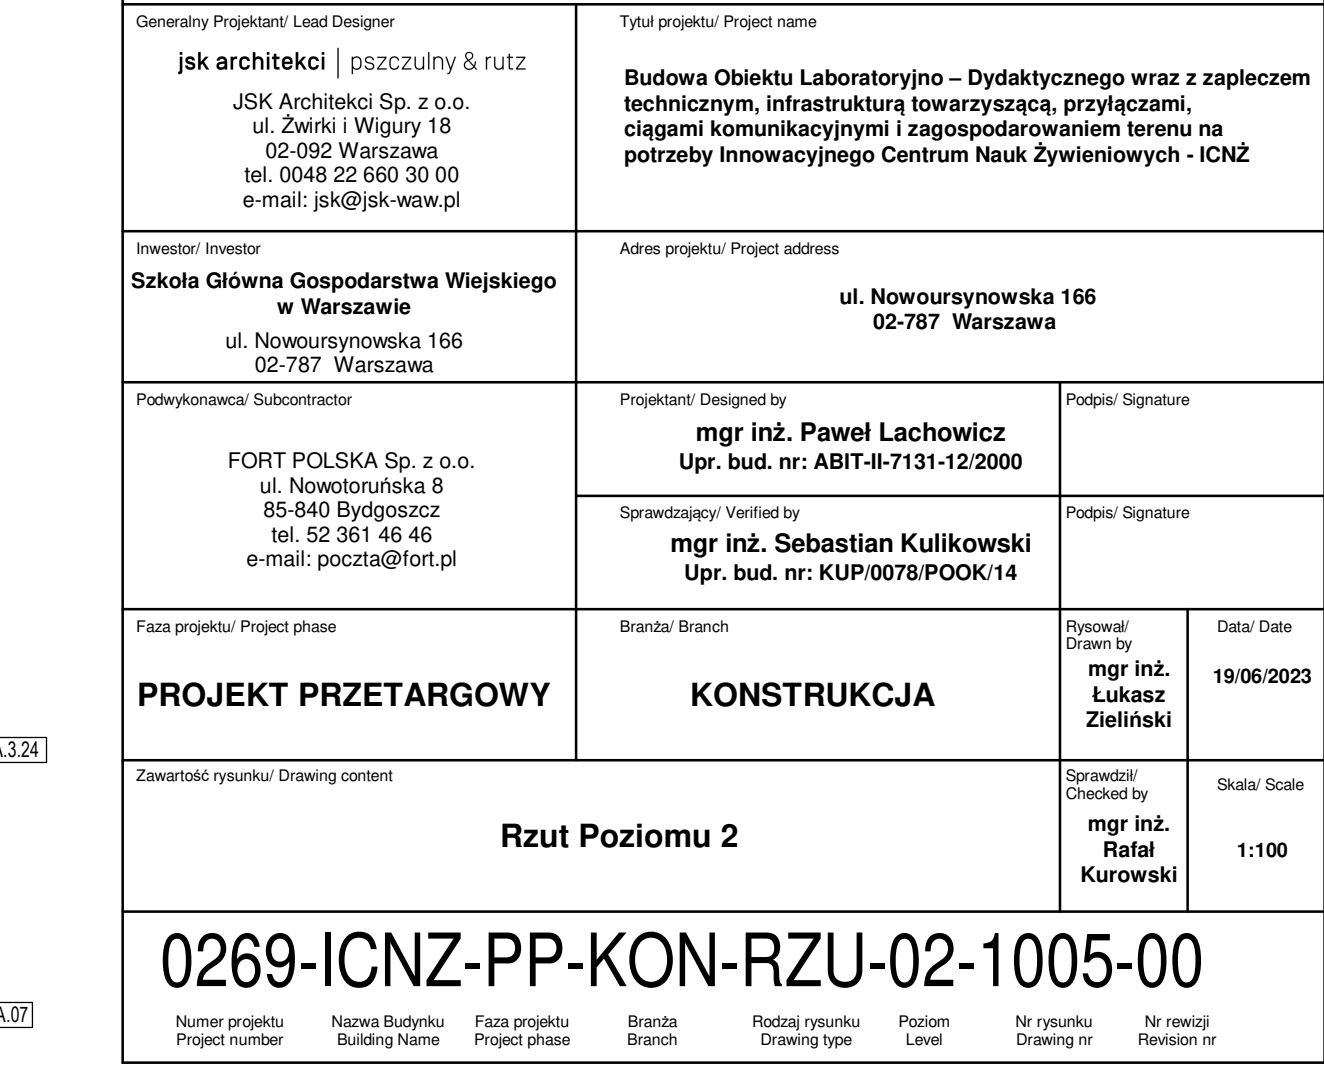 Generalny Projektant/ Lead Designer
jsk architekci | pszczulny & rutz
JSK Architekci Sp. z o.o.
ul. Żwirki i Wigury 18
02-092 Warszawa
tel. 0048 22 660 30 00
e-mail: jsk@jsk-waw.pl
Tytuł projektu/ Project name
Budowa Obiektu Laboratoryjno – Dydaktycznego wraz z zapleczem
technicznym, infrastrukturą towarzyszącą, przyłączami,
ciągami komunikacyjnymi i zagospodarowaniem terenu na
potrzeby Innowacyjnego Centrum Nauk Żywieniowych - ICNŻ
Inwestor/ Investor
Szkoła Główna Gospodarstwa Wiejskiego
w Warszawie
ul. Nowoursynowska 166
02-787 Warszawa
Adres projektu/ Project address
ul. Nowoursynowska 166
02-787 Warszawa
Podwykonawca/ Subcontractor
FORT POLSKA Sp. z o.o.
ul. Nowotoruńska 8
85-840 Bydgoszcz
tel. 52 361 46 46
e-mail: poczta@fort.pl
Projektant/ Designed by
mgr inż. Paweł Lachowicz
Upr. bud. nr: ABIT-II-7131-12/2000
Podpis/ Signature
Sprawdzający/ Verified by
mgr inż. Sebastian Kulikowski
Upr. bud. nr: KUP/0078/POOK/14
Podpis/ Signature
Faza projektu/ Project phase
PROJEKT PRZETARGOWY
Branża/ Branch
KONSTRUKCJA
Rysował/
Drawn by
mgr inż.
Łukasz
Zieliński
Data/ Date
19/06/2023
A.3.24
Zawartość rysunku/ Drawing content
Rzut Poziomu 2
Sprawdził/
Checked by
mgr inż.
Rafał
Kurowski
Skala/ Scale
1:100
0269-ICNZ-PP-KON-RZU-02-1005-00
A.07
Numer projektu
Project number
Nazwa Budynku
Building Name
Faza projektu
Project phase
Branża
Branch
Rodzaj rysunku
Drawing type
Poziom
Level
Nr rysunku
Drawing nr
Nr rewizji
Revision nr